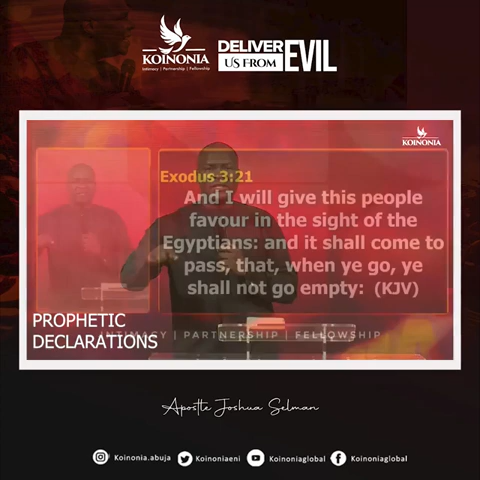 KOINONIA
Intimacy | Partnership | Fellowship
DELIVER
US FROM
EVIL
KOINONIA
Exodus 3:21
And I will give this people
favour in the sight of the
Egyptians: and it shall come to
pass, that, when ye go, ye
shall not go empty: (KJV)
PROPHETIC
DECLARATIONS
INTIMACY | PARTNERSHIP | FELLOWSHIP
Apostle Joshua Selman
Koinonia.abuja
Koinoniaeni
Koinoniaglobal
Koinoniaglobal